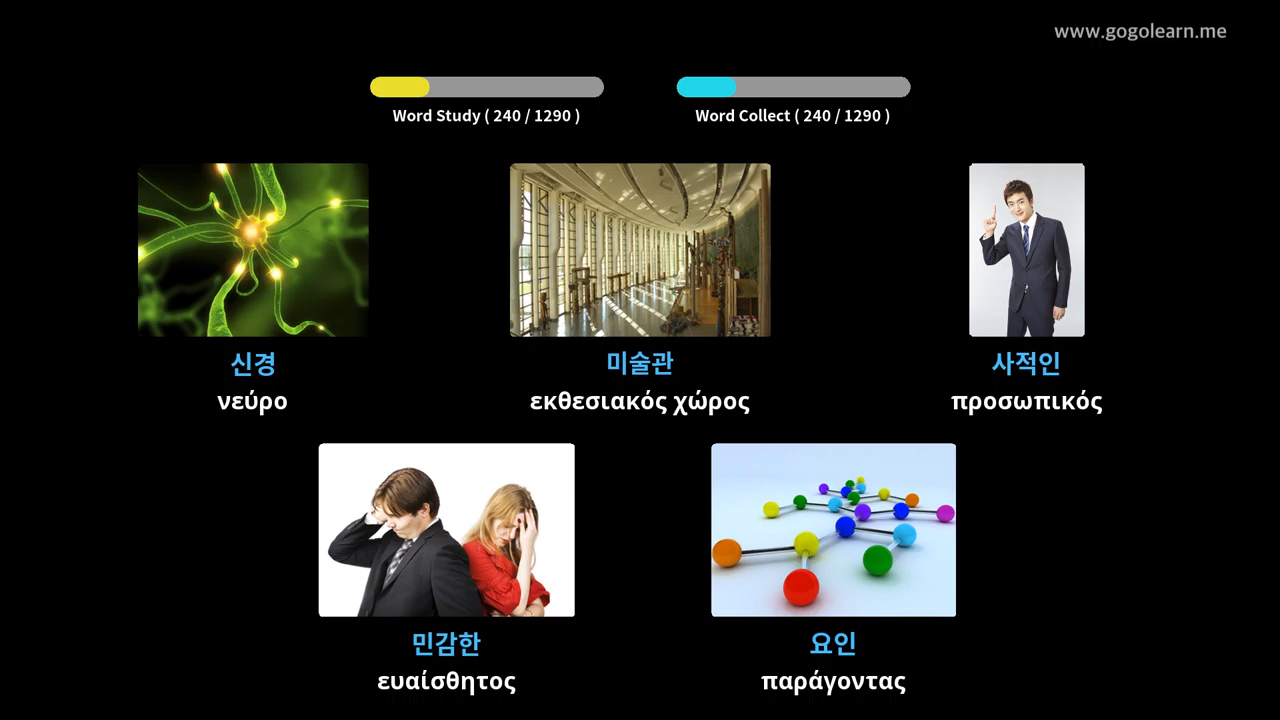 www.gogolearn.me
Word Study ( 240 / 1290 )
Word Collect ( 240 / 1290 )
신경
νεύρο
미술관
εκθεσιακός χώρος
사적인
προσωπικός
민감한
ευαίσθητος
요인
παράγοντας